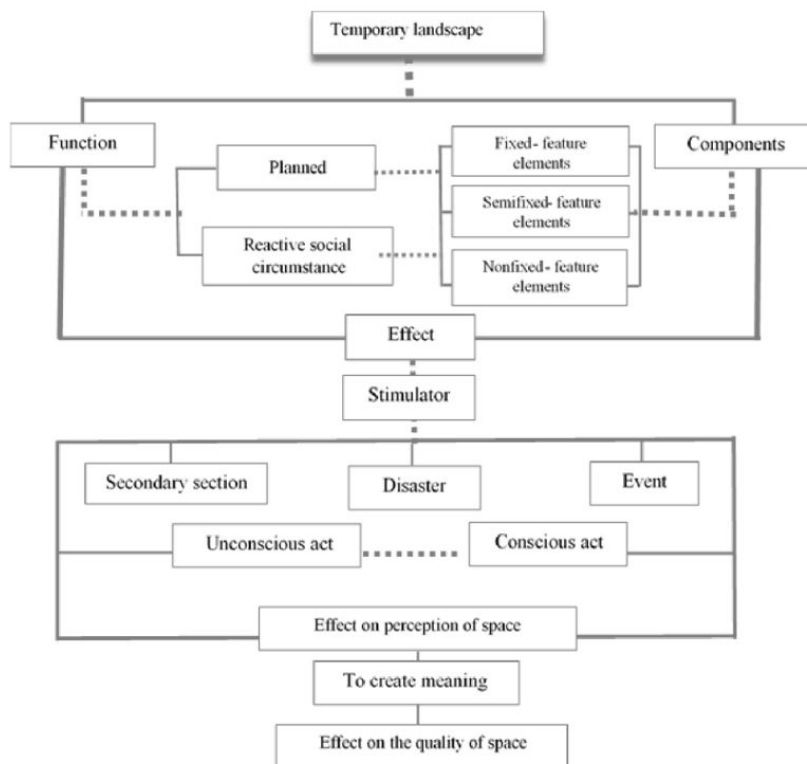 Temporary landscape
Function
Components
Planned
Fixed- feature
elements
Semifixed- feature
elements
Reactive social
circumstance
Nonfixed- feature
elements
Effect
Stimulator
Secondary section
Disaster
Event
Unconscious act
Conscious act
Effect on perception of space
To create meaning
Effect on the quality of space